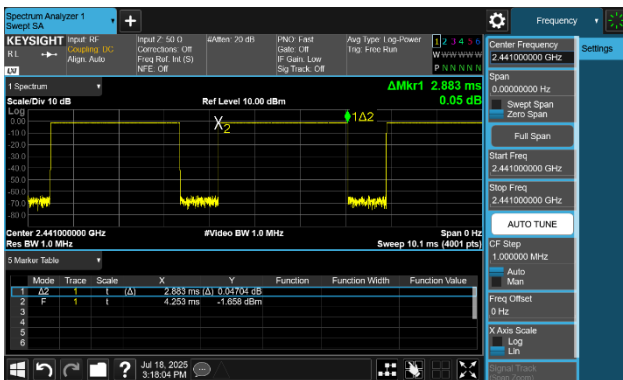 Spectrum Analyzer 1
Swept SA
Frequency
KEYSIGHT Input: RF
RL Coupling: DC
Align: Auto
LXI
Input Z: 50 Ω
Corrections: Off
Freq Ref: Int (S)
NFE: Off
#Atten: 20 dB
PNO: Fast
Gate: Off
IF Gain: Low
Sig Track: Off
Avg Type: Log-Power
Trig: Free Run
1 2 3 4 5 6
W W W W W W
P N N N N N
1 Spectrum
Scale/Div 10 dB
Ref Level 10.00 dBm
ΔMkr1 2.883 ms
0.05 dB
Log
0.00
-10.0
-20.0
-30.0
-40.0
-50.0
-60.0
-70.0
-80.0
X2
1Δ2
Center 2.441000000 GHz
#Video BW 1.0 MHz
Span 0 Hz
Res BW 1.0 MHz
Sweep 10.1 ms (4001 pts)
5 Marker Table
Mode Trace Scale X Y Function Function Width Function Value
1 Δ2 1 t (Δ) 2.883 ms (Δ) 0.04704 dB
2 F 1 t 4.253 ms -1.658 dBm
3
4
5
6
Jul 18, 2025
3:18:04 PM
Center Frequency
2.441000000 GHz
Settings
Span
0.00000000 Hz
Swept Span
Zero Span
Full Span
Start Freq
2.441000000 GHz
Stop Freq
2.441000000 GHz
AUTO TUNE
CF Step
1.000000 MHz
Auto
Man
Freq Offset
0 Hz
X Axis Scale
Log
Lin
Signal Track
(Span Zoom)